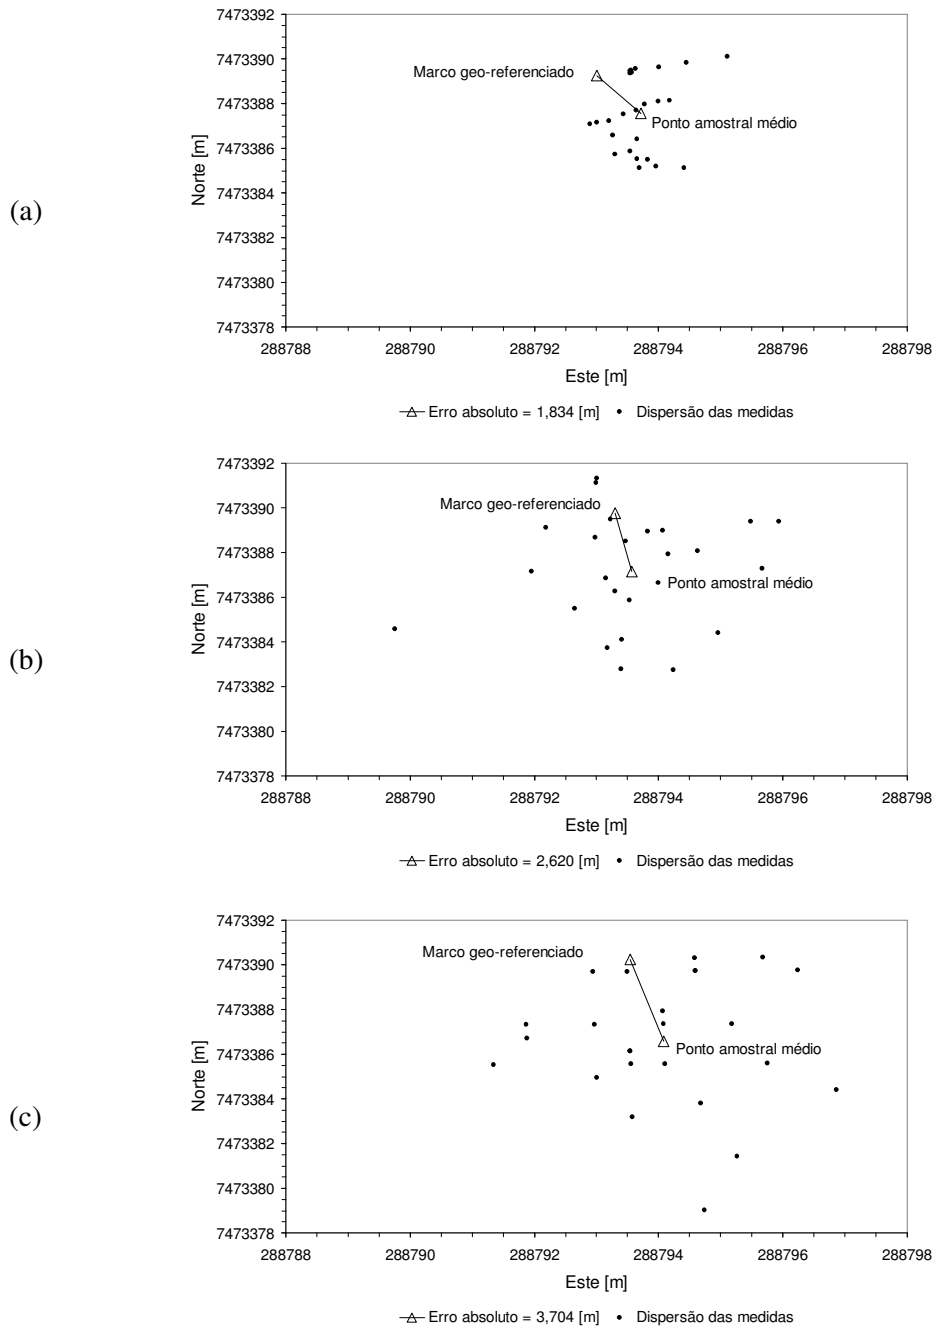 (a)
Norte [m]
7473392
7473390
7473388
7473386
7473384
7473382
7473380
7473378
Marco geo-referenciado
Ponto amostral médio
288788 288790 288792 288794 288796 288798
Este [m]
Erro absoluto = 1,834 [m] Dispersão das medidas
(b)
Norte [m]
7473392
7473390
7473388
7473386
7473384
7473382
7473380
7473378
Marco geo-referenciado
Ponto amostral médio
288788 288790 288792 288794 288796 288798
Este [m]
Erro absoluto = 2,620 [m] Dispersão das medidas
(c)
Norte [m]
7473392
7473390
7473388
7473386
7473384
7473382
7473380
7473378
Marco geo-referenciado
Ponto amostral médio
288788 288790 288792 288794 288796 288798
Este [m]
Erro absoluto = 3,704 [m] Dispersão das medidas